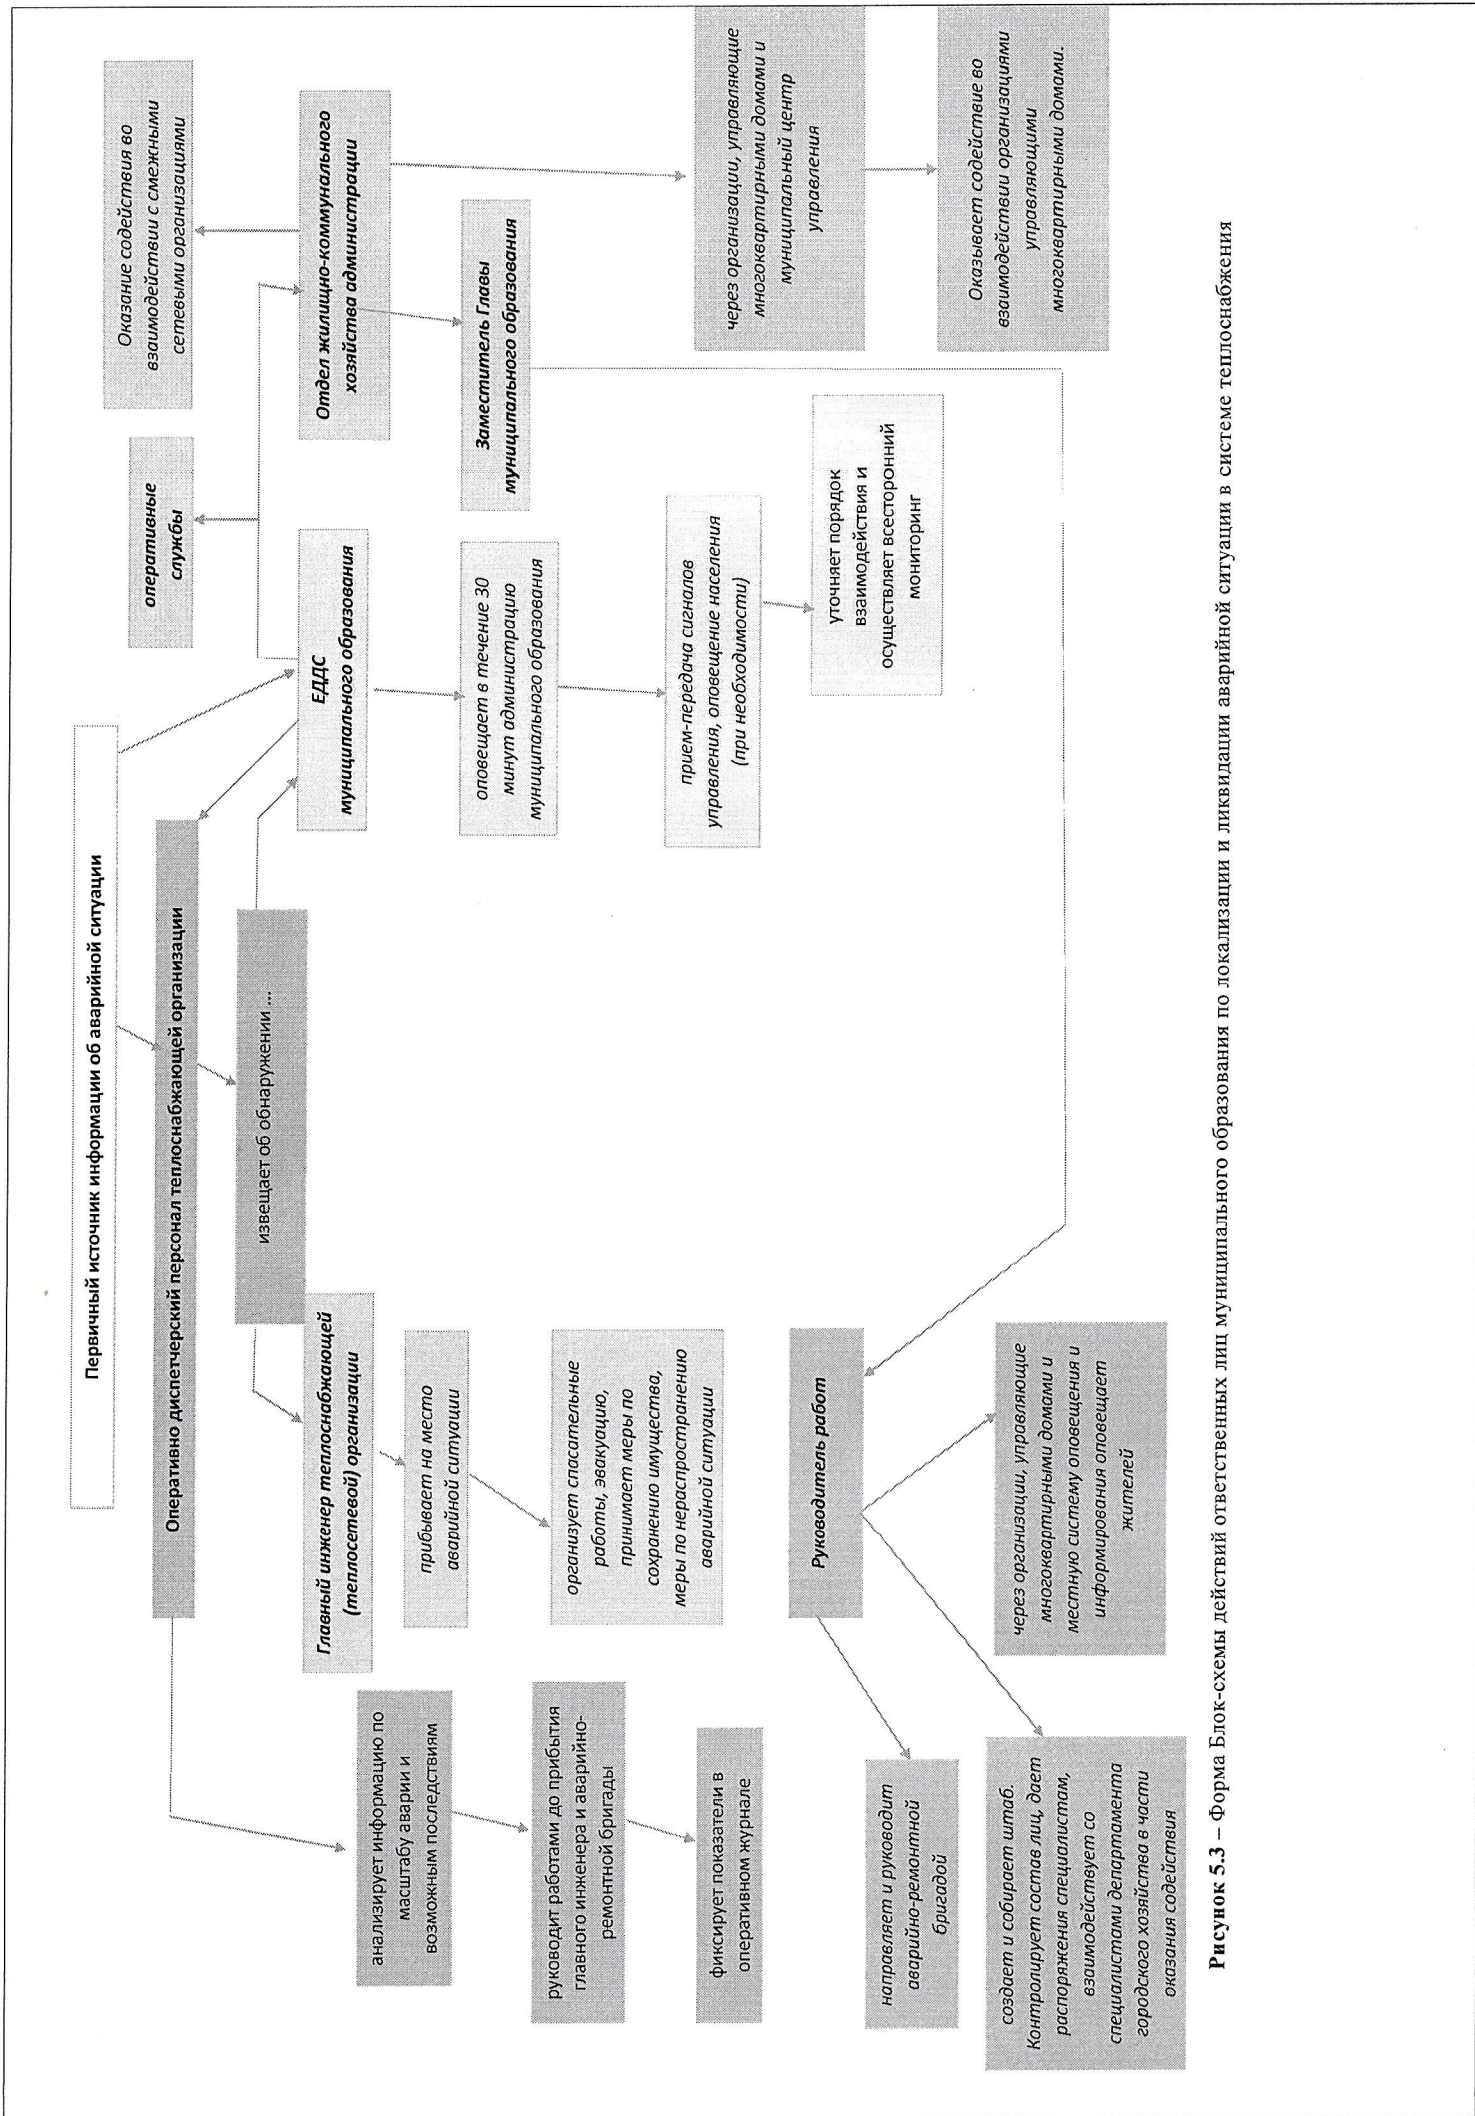 Первичный источник информации об аварийной ситуации
Оперативно диспетчерский персонал теплоснабжающей организации
извещает об обнаружении ...
анализирует информацию по
масштабу аварии и
возможным последствиям
руководит работами до прибытия
главного инженера и аварийно-
ремонтной бригады
фиксирует показатели в
оперативном журнале
Главный инженер теплоснабжающей
(теплосетевой) организации
прибывает на место
аварийной ситуации
организует спасательные
работы, эвакуацию,
принимает меры по
сохранению имущества,
меры по нераспространению
аварийной ситуации
ЕДДС
муниципального образования
оповещает в течение 30
минут администрацию
муниципального образования
прием-передача сигналов
управления, оповещение населения
(при необходимости)
уточняет порядок
взаимодействия и
осуществляет всесторонний
мониторинг
оперативные
службы
Оказание содействия во
взаимодействии с смежными
сетевыми организациями
Отдел жилищно-коммунального
хозяйства администрации
Заместитель Главы
муниципального образования
через организации, управляющие
многоквартирными домами и
муниципальный центр
управления
Оказывает содействие во
взаимодействии организациями
управляющими
многоквартирными домами.
Руководитель работ
направляет и руководит
аварийно-ремонтной
бригадой
создает и собирает штаб.
Контролирует состав лиц, дает
распоряжения специалистам,
взаимодействует со
специалистами департамента
городского хозяйства в части
оказания содействия
через организации, управляющие
многоквартирными домами и
местную систему оповещения и
информирования оповещает
жителей
Рисунок 5.3 – Форма Блок-схемы действий ответственных лиц муниципального образования по локализации и ликвидации аварийной ситуации в системе теплоснабжения